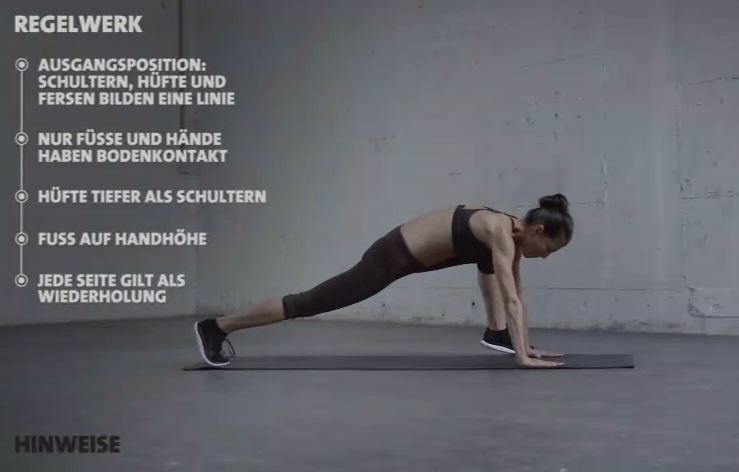 REGELWERK
AUSGANGSPOSITION:
SCHULTERN, HÜFTE UND
FERSEN BILDEN EINE LINIE
NUR FÜSSE UND HÄNDE
HABEN BODENKONTAKT
HÜFTE TIEFER ALS SCHULTERN
FUSS AUF HANDHÖHE
JEDE SEITE GILT ALS
WIEDERHOLUNG
HINWEISE